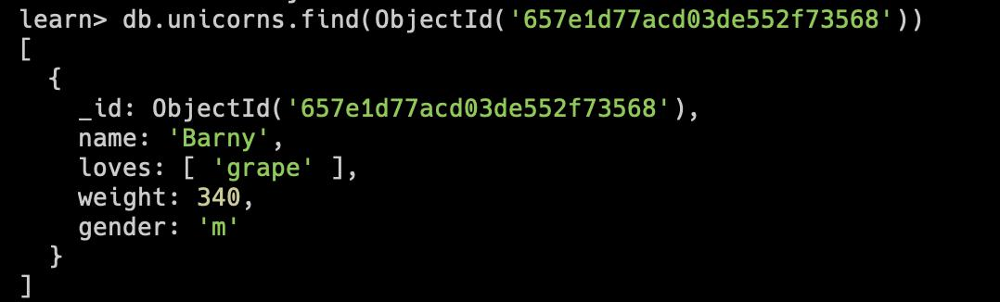 learn> db.unicorns.find(ObjectId('657e1d77acd03de552f73568'))
[
  {
    _id: ObjectId('657e1d77acd03de552f73568'),
    name: 'Barny',
    loves: [ 'grape' ],
    weight: 340,
    gender: 'm'
  }
]